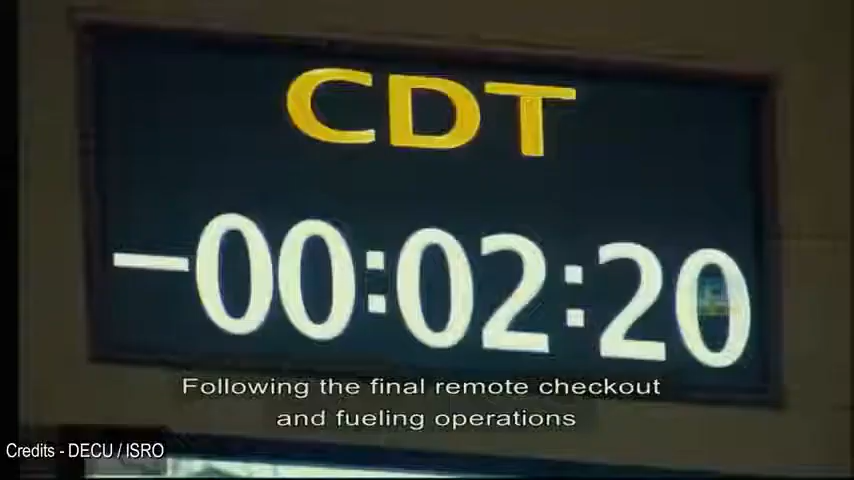 CDT
-00:02:20
Following the final remote checkout
and fueling operations
Credits - DECU / ISRO